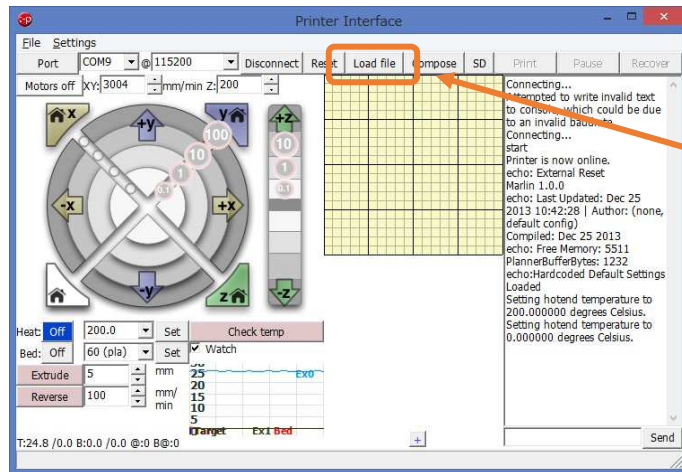 Printer Interface
File Settings
Port COM9 @ 115200 Disconnect Reset Load file Compose SD Print Pause Recover
Motors off XY: 3004 mm/min Z: 200
x
y
+y
+z
100
10
1
0.1
10
1
0.1
-x
+x
-y
z
-z
Heat: Off 200.0 Set Check temp
Bed: Off 60 (pla) Set Watch
Extrude 5 mm
Reverse 100 mm/
min
25
20
15
10
5
Ex0
Target Ex1 Bed
T:24.8 /0.0 B:0.0 /0.0 @:0 B@:0
+
Connecting...
Attempted to write invalid text
to console, which could be due
to an invalid baudrate
Connecting...
start
Printer is now online.
echo: External Reset
Marlin 1.0.0
echo: Last Updated: Dec 25
2013 10:42:28 | Author: (none,
default config)
Compiled: Dec 25 2013
echo: Free Memory: 5511
PlannerBufferBytes: 1232
echo:Hardcoded Default Settings
Loaded
Setting hotend temperature to
200.000000 degrees Celsius.
Setting hotend temperature to
0.000000 degrees Celsius.
Send